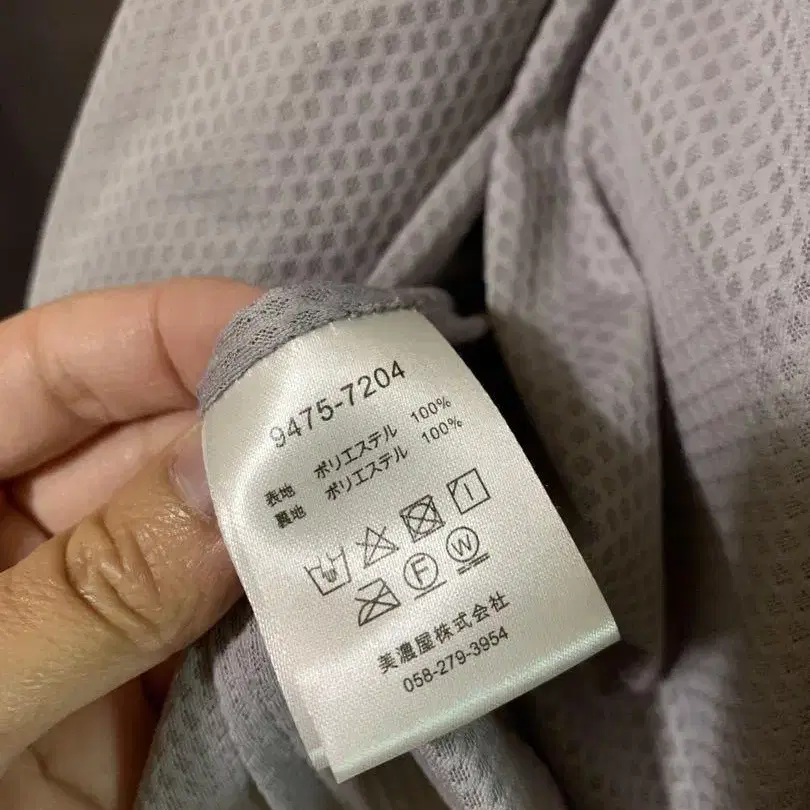 9475-7204
表地 ポリエステル 100%
裏地 ポリエステル 100%
F W
美濃屋株式会社
058-279-3954